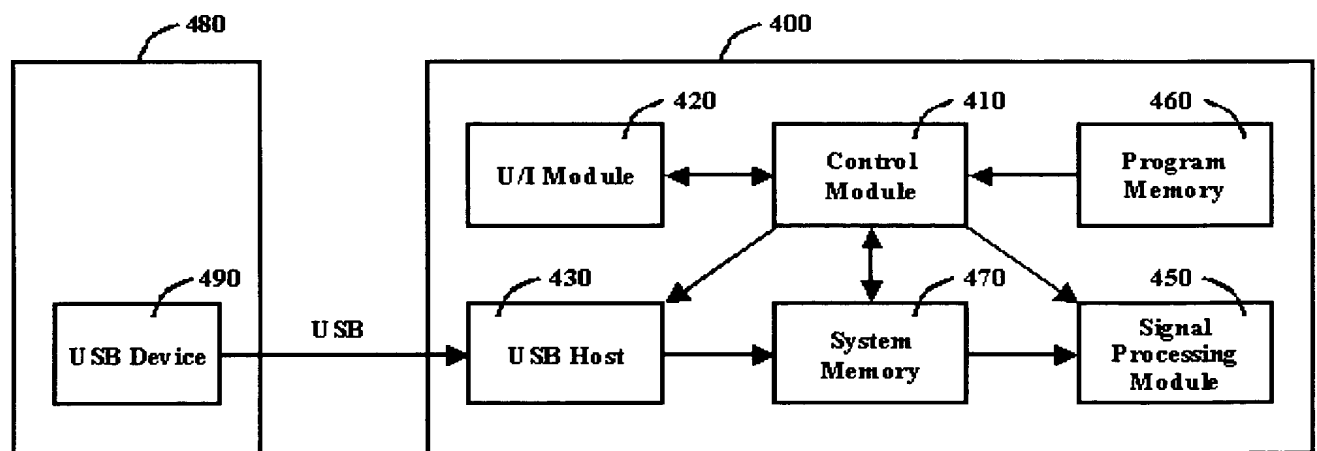 480
400
420
410
460
U/I Module
Control
Module
Program
Memory
490
430
470
450
USB Device
USB
USB Host
System
Memory
Signal
Processing
Module